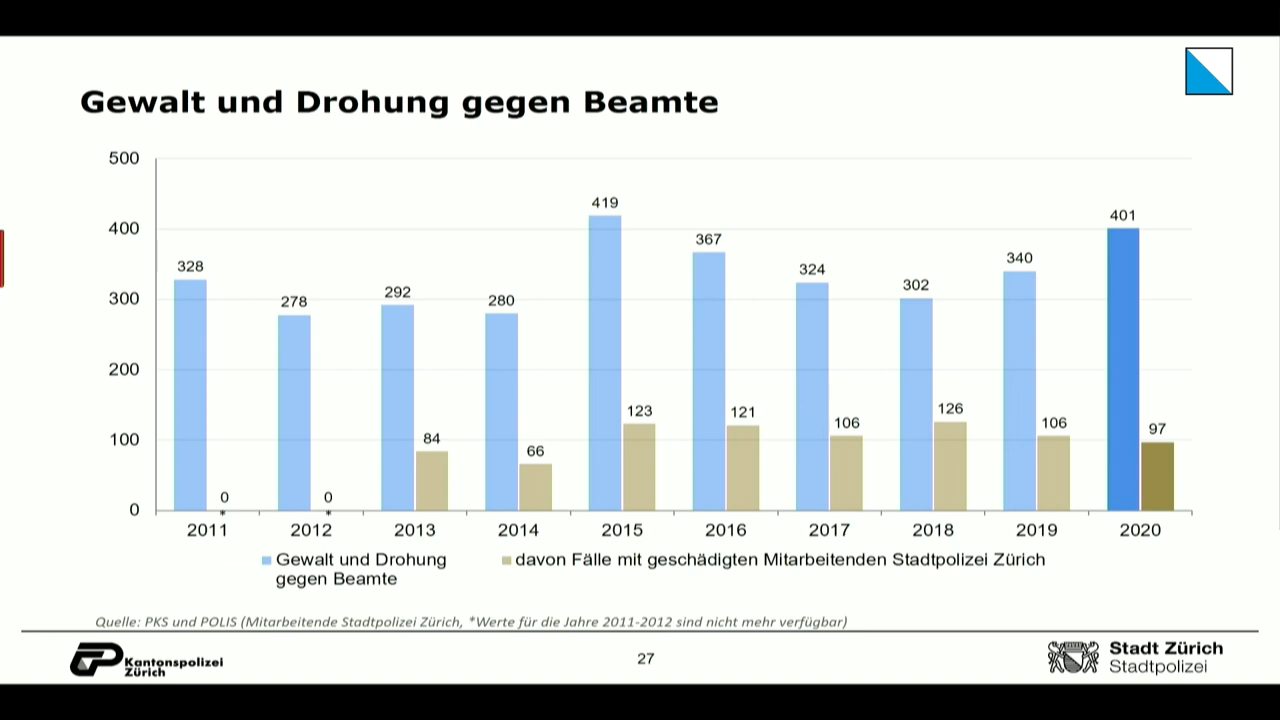 Gewalt und Drohung gegen Beamte
500
400
300
200
100
0
328
0
*
278
0
*
292
84
280
66
419
123
367
121
324
106
302
126
340
106
401
97
2011 2012 2013 2014 2015 2016 2017 2018 2019 2020
Gewalt und Drohung
gegen Beamte
davon Fälle mit geschädigten Mitarbeitenden Stadtpolizei Zürich
Quelle: PKS und POLIS (Mitarbeitende Stadtpolizei Zürich, *Werte für die Jahre 2011-2012 sind nicht mehr verfügbar)
Kantonspolizei
Zürich
27
Stadt Zürich
Stadtpolizei